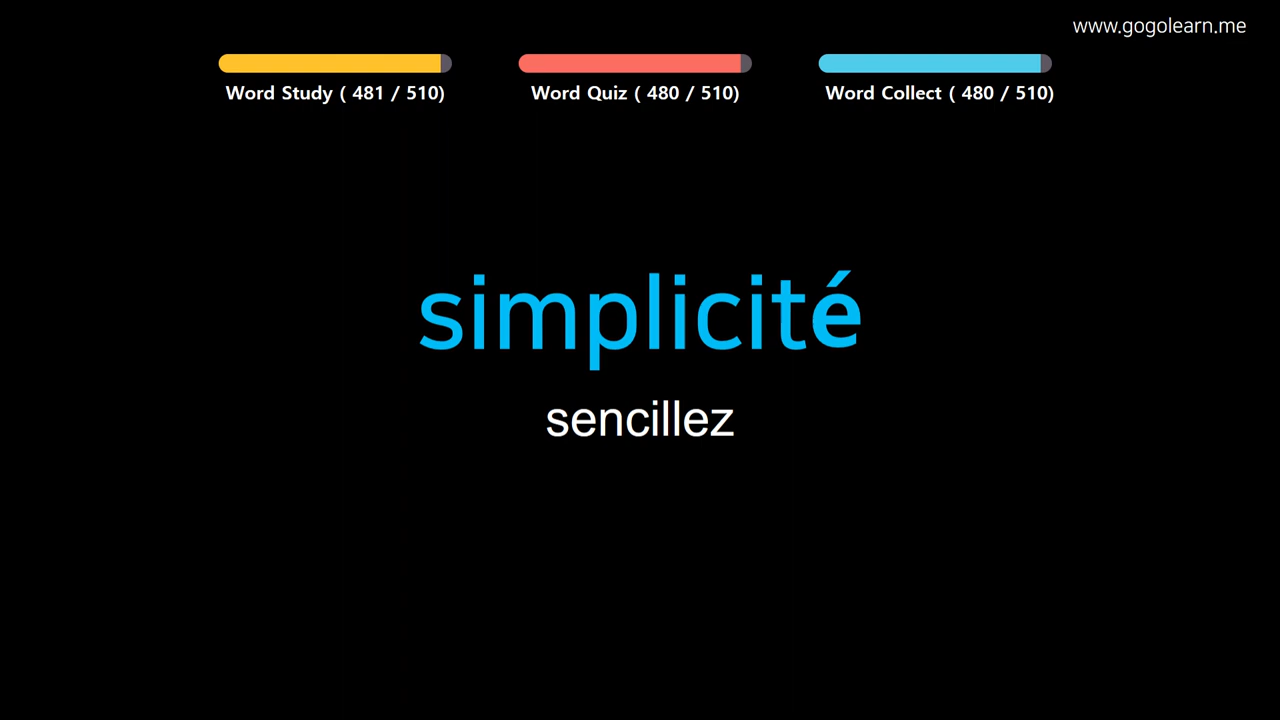 www.gogolearn.me
Word Study ( 481 / 510)
Word Quiz ( 480 / 510)
Word Collect ( 480 / 510)
simplicité
sencillez